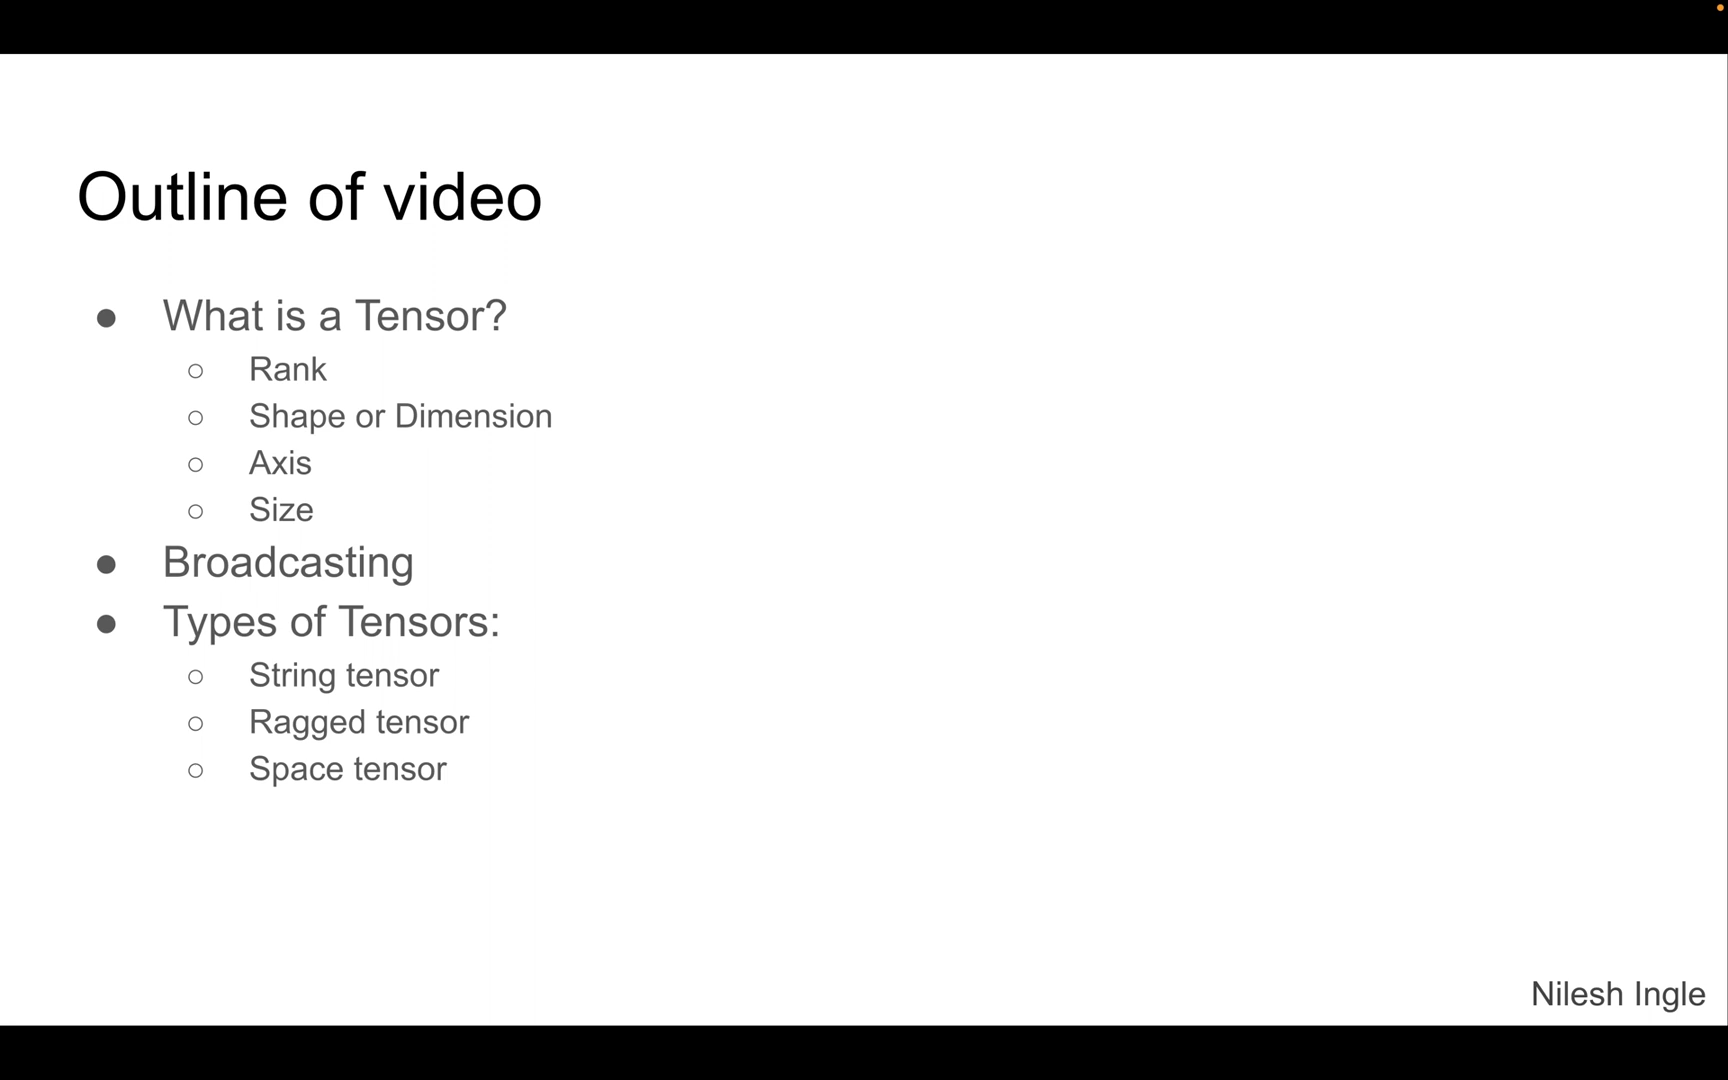 Outline of video
● What is a Tensor?
○ Rank
○ Shape or Dimension
○ Axis
○ Size
● Broadcasting
● Types of Tensors:
○ String tensor
○ Ragged tensor
○ Space tensor
Nilesh Ingle